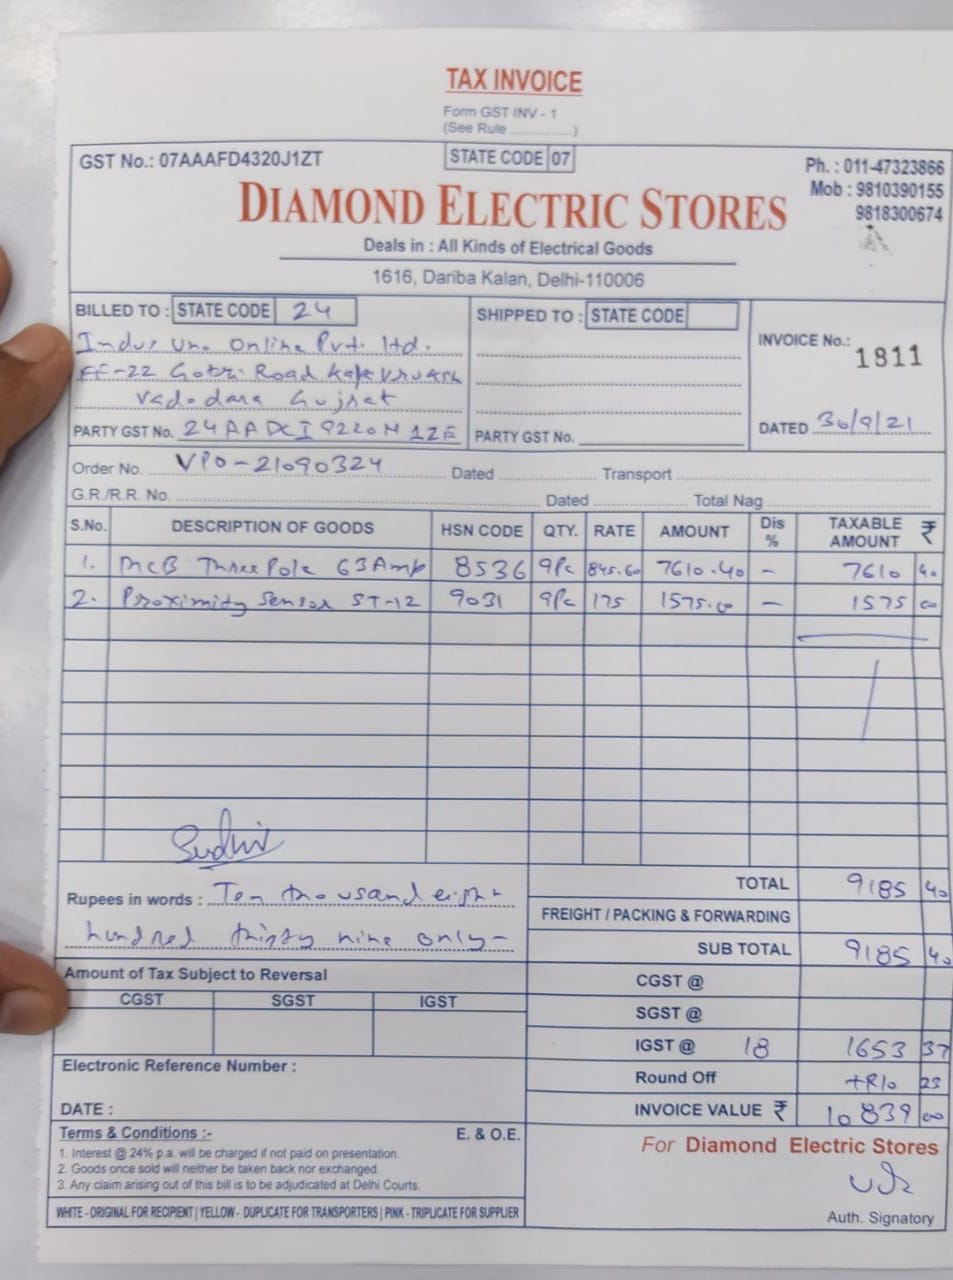 TAX INVOICE
Form GST INV - 1
(See Rule ..............)
GST No.: 07AAAFD4320J1ZT
STATE CODE 07
Ph. : 011-47323866
Mob : 9810390155
9818300674
DIAMOND ELECTRIC STORES
Deals in : All Kinds of Electrical Goods
1616, Dariba Kalan, Delhi-110006
BILLED TO : STATE CODE 24
Indus Uno Online Pvt. ltd.
FF-22 Gotri Road
Vadodara Gujrat
PARTY GST No. 24AADCI9220M1ZE
SHIPPED TO : STATE CODE
PARTY GST No.
INVOICE No.: 1811
DATED 30/9/21
Order No. VPO-21090324 Dated Transport
G.R./R.R. No. Dated Total Nag
S.No. DESCRIPTION OF GOODS HSN CODE QTY. RATE AMOUNT Dis % TAXABLE AMOUNT ₹
1. MCB Three Pole 63Amp 8536 9Pc 845.60 7610.40 - 7610 40
2. Proximity Sensor ST-12 9031 9Pc 175 1575.00 - 1575 00
Sudhir
Rupees in words : Ten thousand eight
hundred thirty nine only-
TOTAL 9185 40
FREIGHT / PACKING & FORWARDING
SUB TOTAL 9185 40
Amount of Tax Subject to Reversal
CGST SGST IGST
CGST @
SGST @
IGST @ 18 1653 37
Round Off +R/o 23
INVOICE VALUE ₹ 10839 00
Electronic Reference Number :
DATE :
Terms & Conditions :- E. & O.E.
1. Interest @ 24% p.a. will be charged if not paid on presentation.
2. Goods once sold will neither be taken back nor exchanged.
3. Any claim arising out of this bill is to be adjudicated at Delhi Courts.
WHITE - ORIGINAL FOR RECIPIENT | YELLOW - DUPLICATE FOR TRANSPORTERS | PINK - TRIPLICATE FOR SUPPLIER
For Diamond Electric Stores
Auth. Signatory